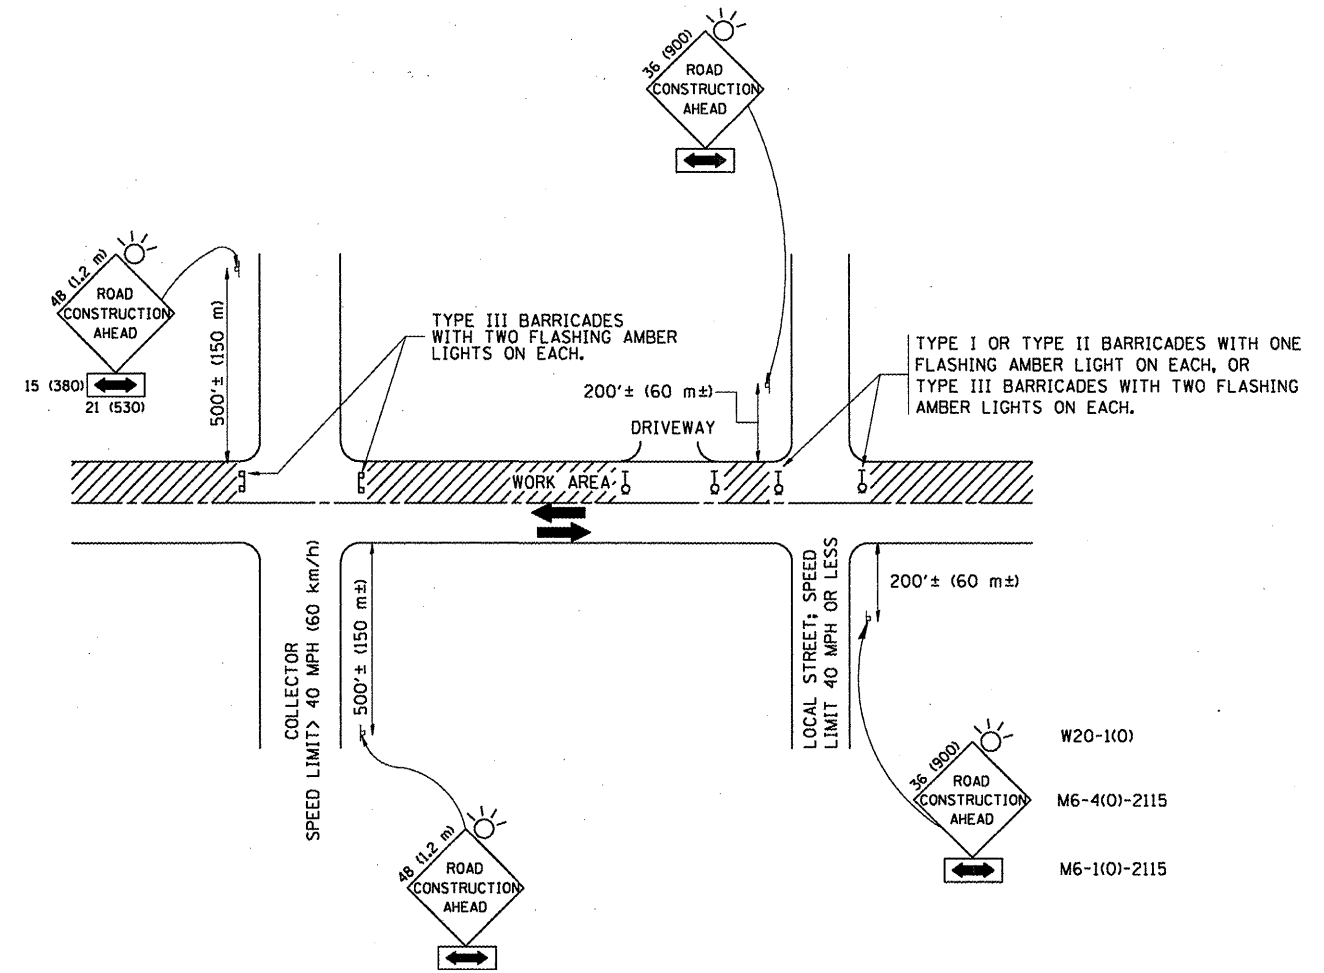 36 (900)
ROAD
CONSTRUCTION
AHEAD
48 (1.2 m)
ROAD
CONSTRUCTION
AHEAD
15 (380)
21 (530)
500'± (150 m)
TYPE III BARRICADES
WITH TWO FLASHING AMBER
LIGHTS ON EACH.
200'± (60 m±)
DRIVEWAY
TYPE I OR TYPE II BARRICADES WITH ONE
FLASHING AMBER LIGHT ON EACH, OR
TYPE III BARRICADES WITH TWO FLASHING
AMBER LIGHTS ON EACH.
WORK AREA
COLLECTOR
SPEED LIMIT> 40 MPH (60 km/h)
500'± (150 m±)
LOCAL STREET; SPEED
LIMIT 40 MPH OR LESS
200'± (60 m±)
48 (1.2 m)
ROAD
CONSTRUCTION
AHEAD
36 (900)
ROAD
CONSTRUCTION
AHEAD
W20-1(O)
M6-4(O)-2115
M6-1(O)-2115